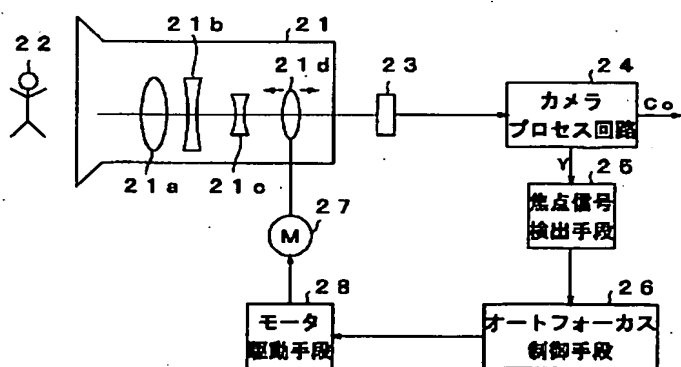 21b
21
22
21d
23
24
カメラ
プロセス回路
Co
21a
21c
Y
25
焦点信号
検出手段
27
M
28
モータ
駆動手段
26
オートフォーカス
制御手段